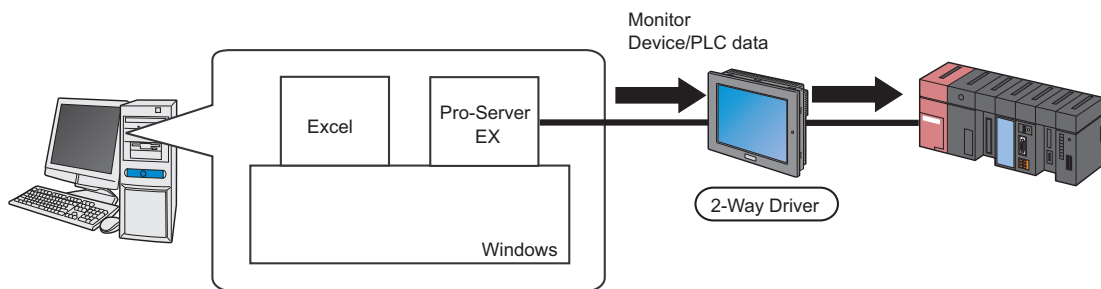 Monitor
Device/PLC data
Excel
Pro-Server
EX
2-Way Driver
Windows